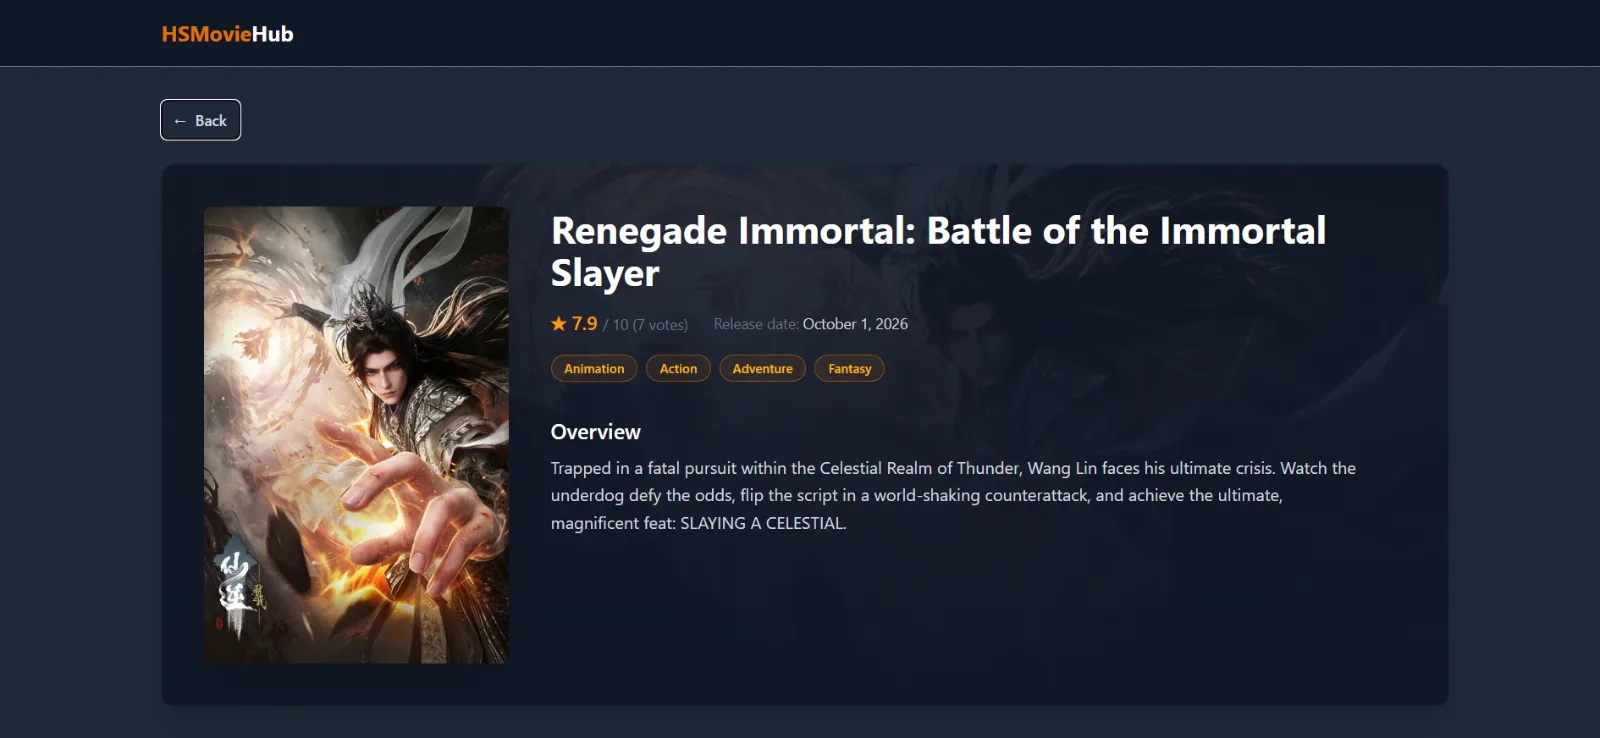 HSMovieHub
← Back
Renegade Immortal: Battle of the Immortal
Slayer
★ 7.9 / 10 (7 votes) Release date: October 1, 2026
Animation Action Adventure Fantasy
Overview
Trapped in a fatal pursuit within the Celestial Realm of Thunder, Wang Lin faces his ultimate crisis. Watch the
underdog defy the odds, flip the script in a world-shaking counterattack, and achieve the ultimate,
magnificent feat: SLAYING A CELESTIAL.
仙
逆